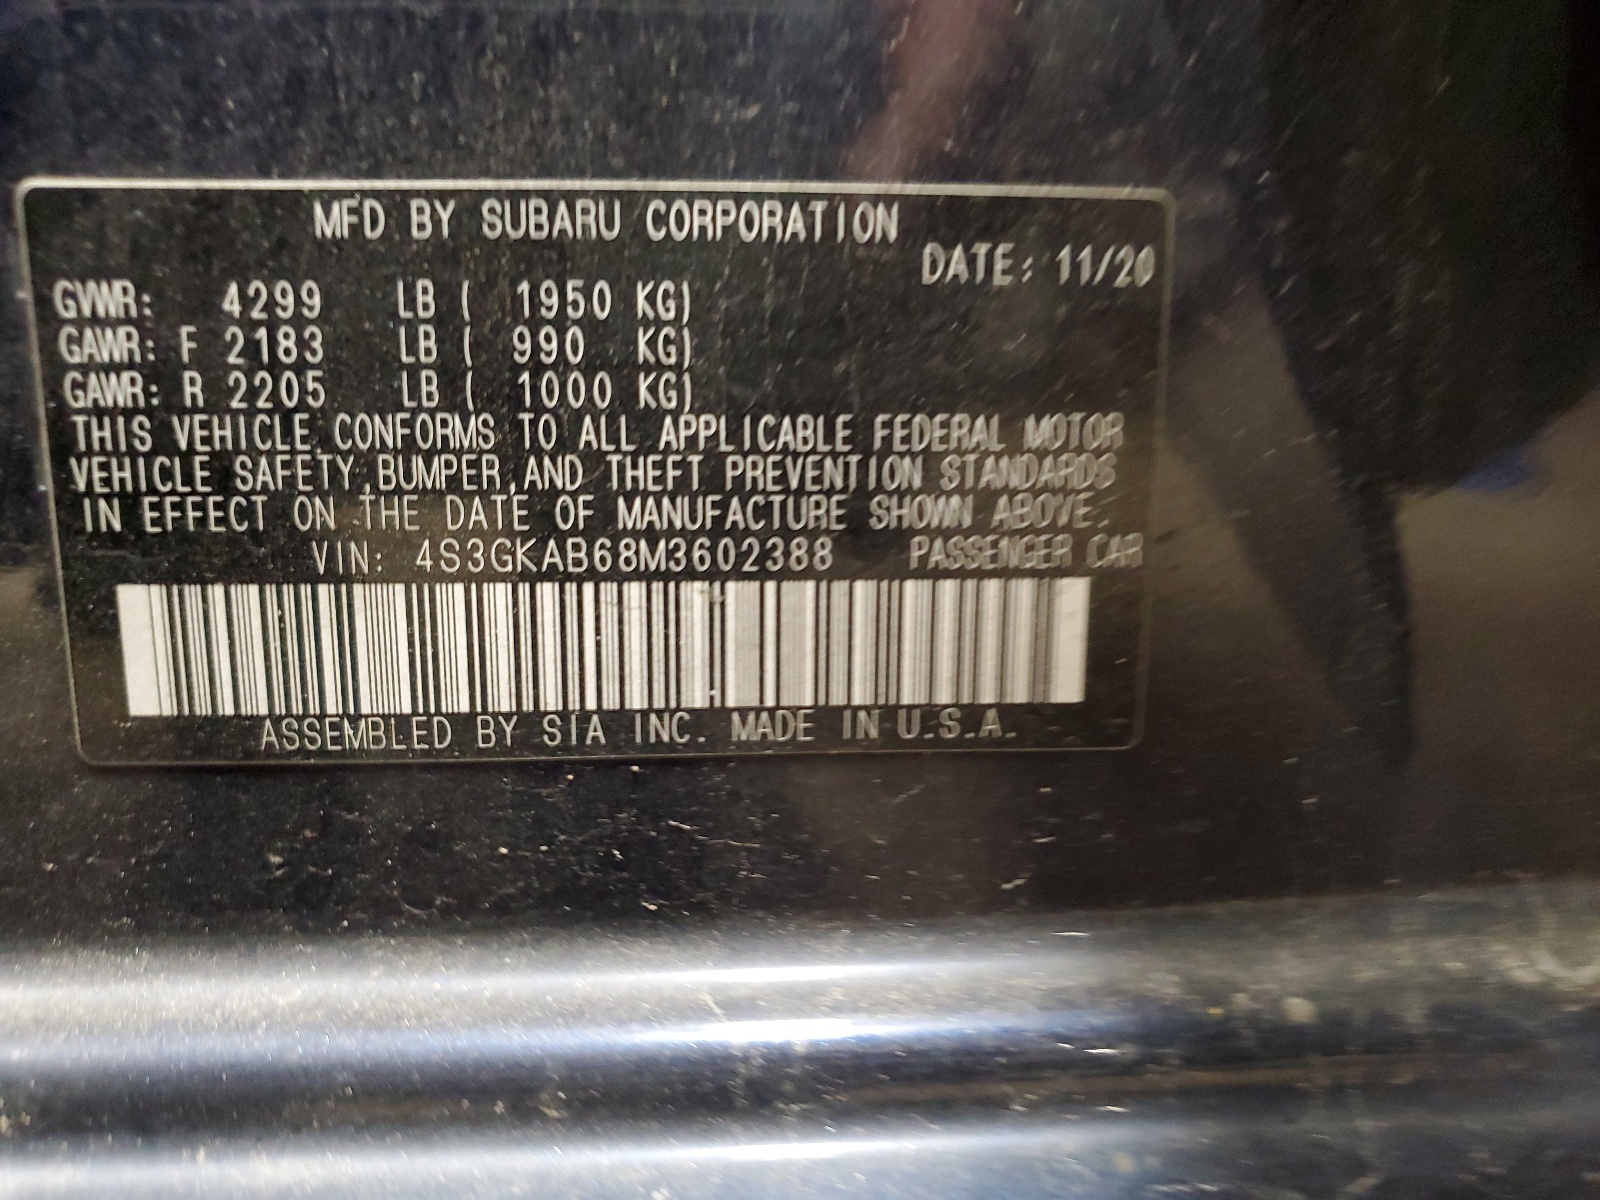 MFD BY SUBARU CORPORATION
DATE: 11/20
GVWR: 4299 LB ( 1950 KG)
GAWR: F 2183 LB ( 990 KG)
GAWR: R 2205 LB ( 1000 KG)
THIS VEHICLE CONFORMS TO ALL APPLICABLE FEDERAL MOTOR
VEHICLE SAFETY,BUMPER,AND THEFT PREVENTION STANDARDS
IN EFFECT ON THE DATE OF MANUFACTURE SHOWN ABOVE.
VIN: 4S3GKAB68M3602388 PASSENGER CAR
ASSEMBLED BY SIA INC. MADE IN U.S.A.